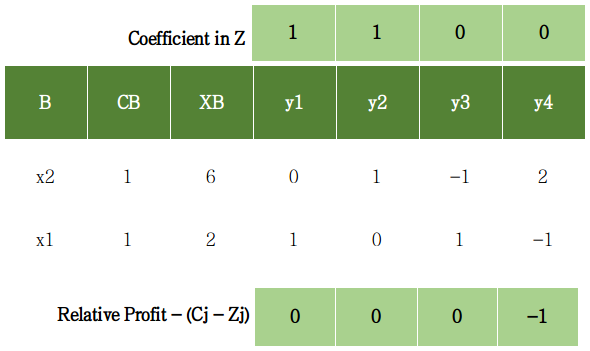 Coefficient in Z 1 1 0 0
B CB XB y1 y2 y3 y4
x2 1 6 0 1 −1 2
x1 1 2 1 0 1 −1
Relative Profit – (Cj – Zj) 0 0 0 −1